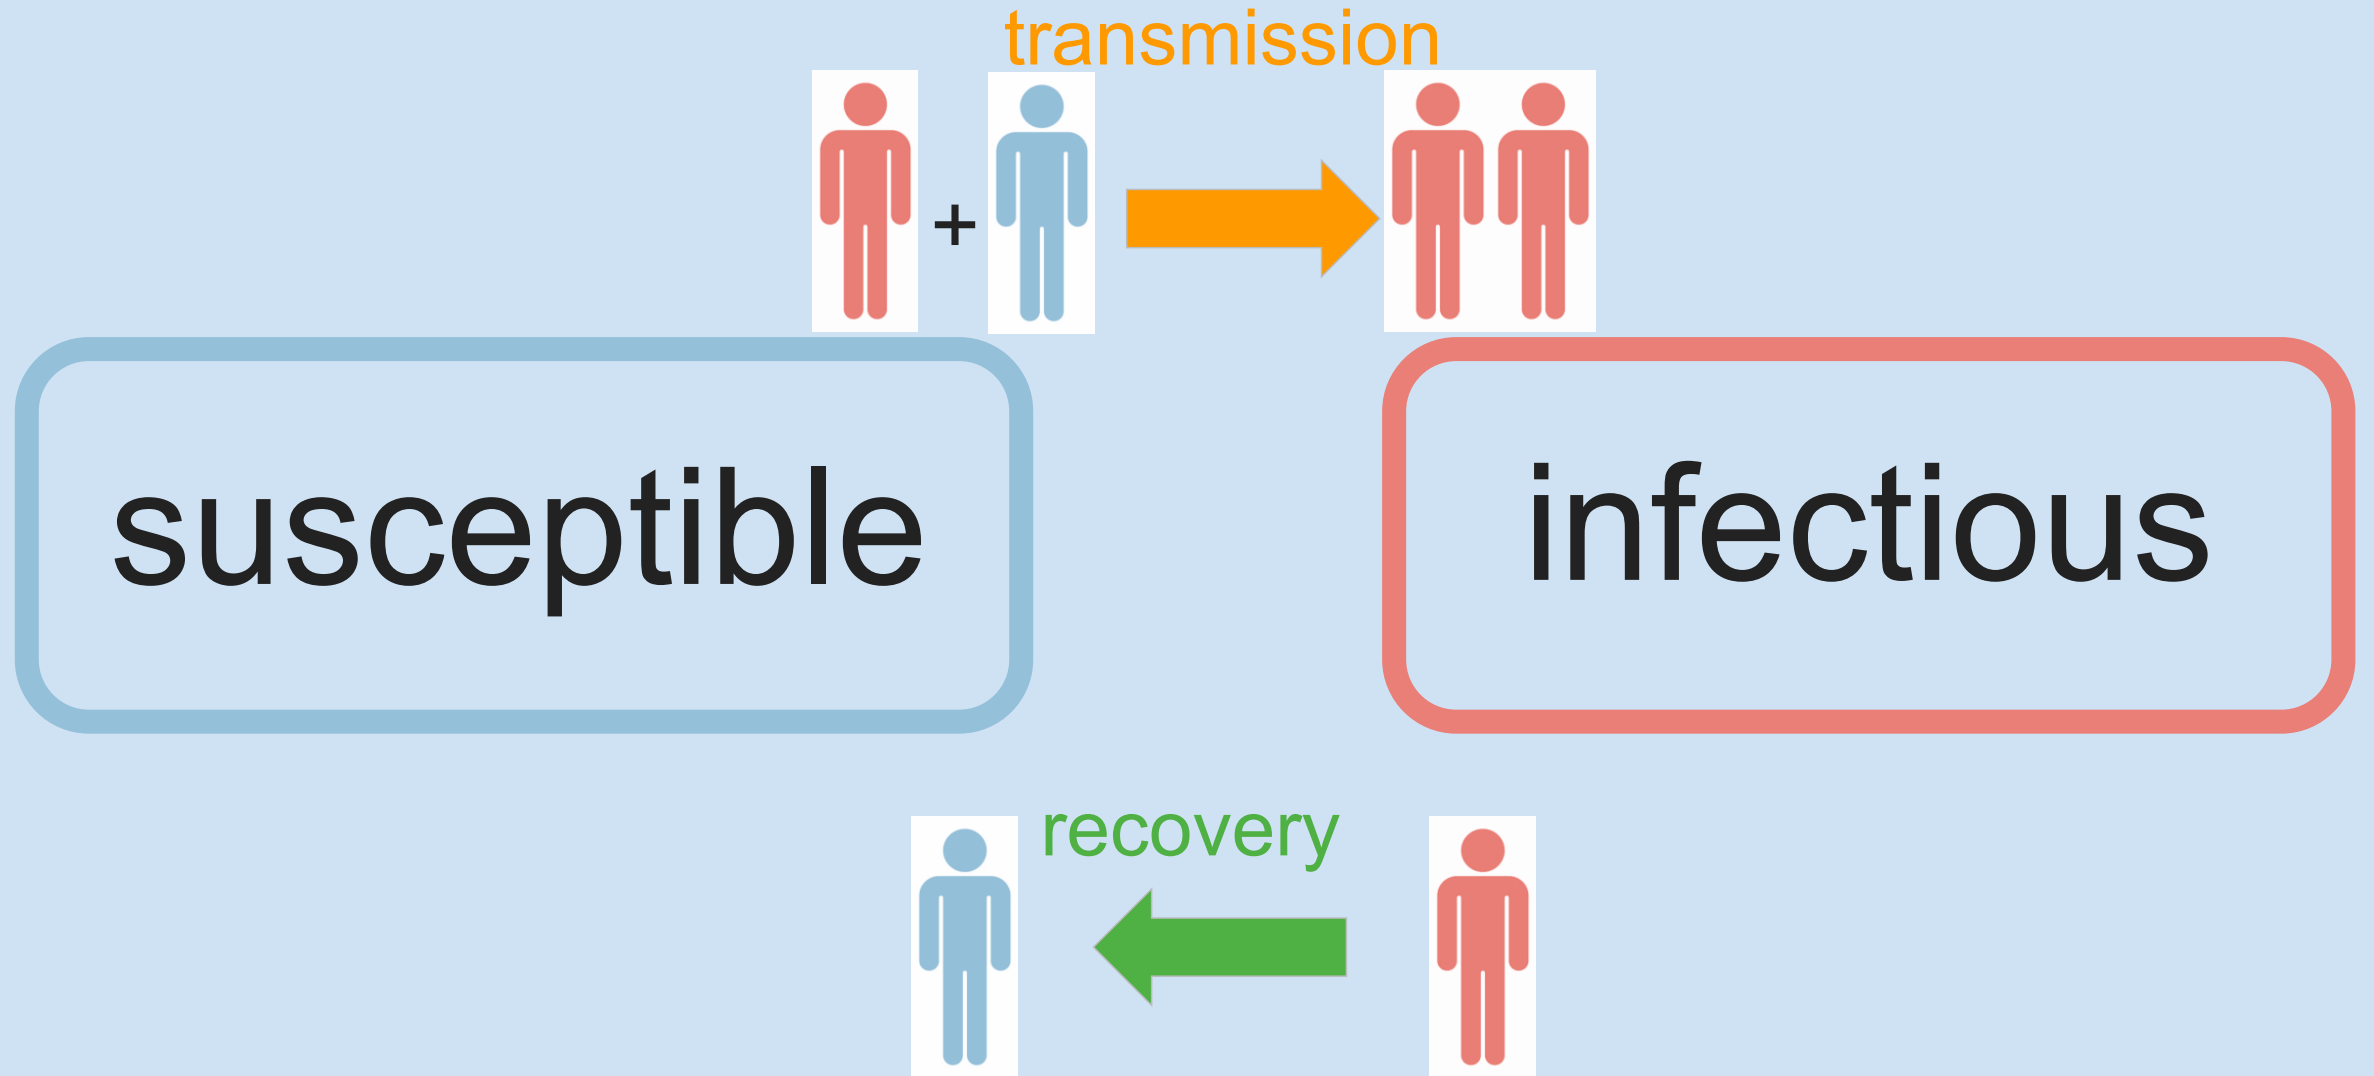 transmission
+
susceptible
infectious
recovery